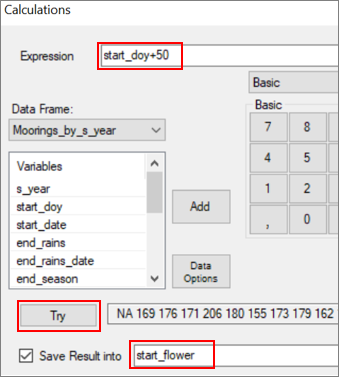 Calculations
Expression start_doy+50
Basic
Data Frame: Basic
Moorings_by_s_year 7 8
Variables 4 5
s_year
start_doy Add 1 2
start_date
end_rains , 0
end_rains_date Data
end_season Options
Try NA 169 176 171 206 180 155 173 179 162
Save Result into start_flower